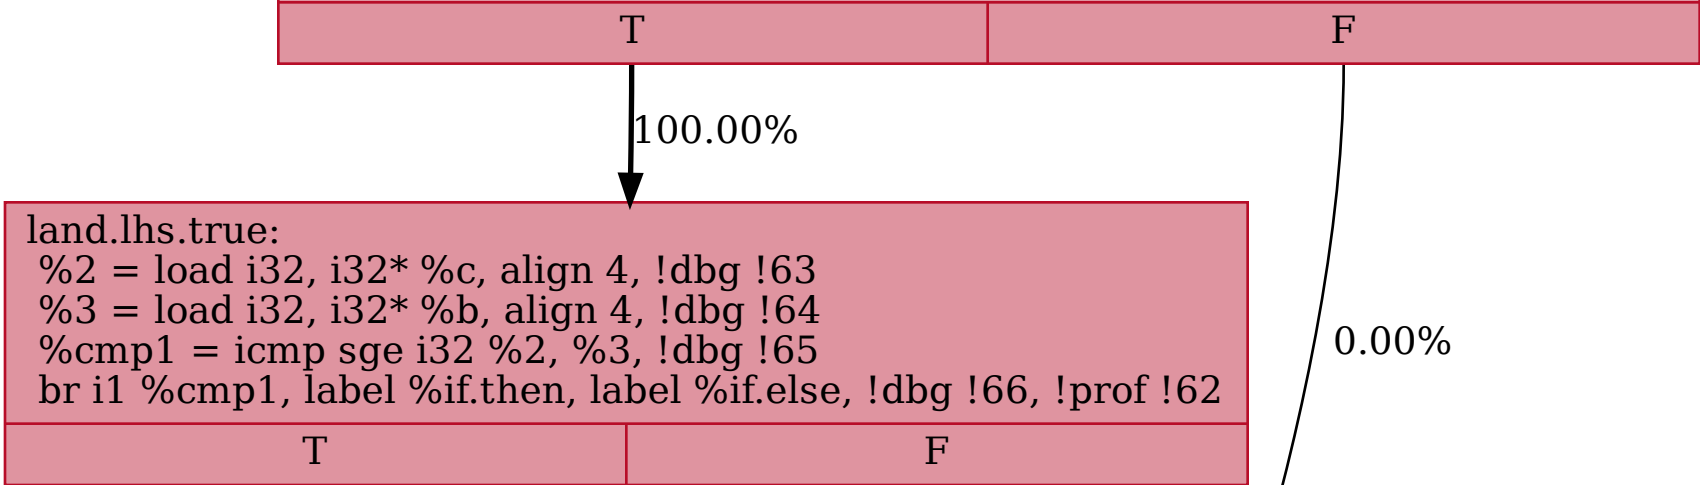 T
F
100.00%
land.lhs.true:
%2 = load i32, i32* %c, align 4, !dbg !63
%3 = load i32, i32* %b, align 4, !dbg !64
%cmp1 = icmp sge i32 %2, %3, !dbg !65
br i1 %cmp1, label %if.then, label %if.else, !dbg !66, !prof !62
0.00%
T
F